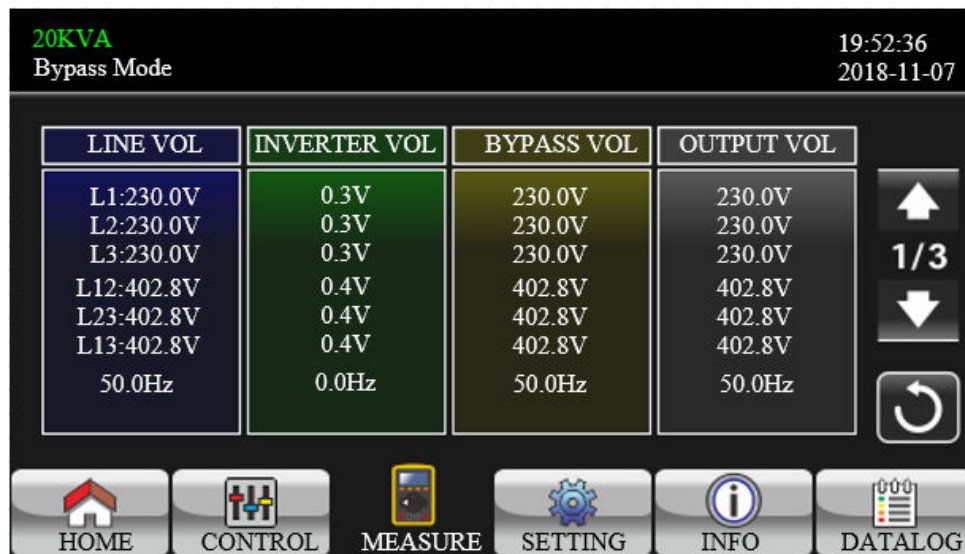 20KVA
Bypass Mode
19:52:36
2018-11-07
LINE VOL INVERTER VOL BYPASS VOL OUTPUT VOL
L1:230.0V 0.3V 230.0V 230.0V
L2:230.0V 0.3V 230.0V 230.0V
L3:230.0V 0.3V 230.0V 230.0V
L12:402.8V 0.4V 402.8V 402.8V
L23:402.8V 0.4V 402.8V 402.8V
L13:402.8V 0.4V 402.8V 402.8V
50.0Hz 0.0Hz 50.0Hz 50.0Hz
1/3
HOME CONTROL MEASURE SETTING INFO DATALOG